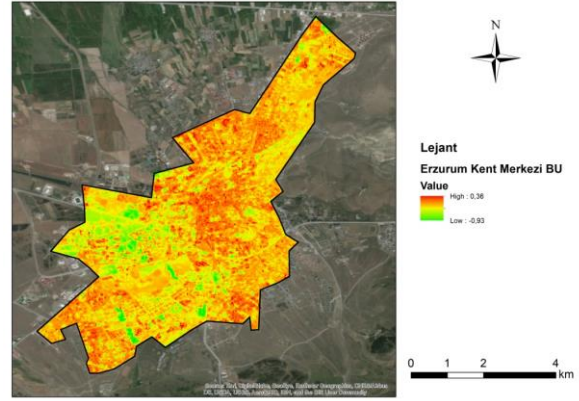 N
Lejant
Erzurum Kent Merkezi BU
Value
High : 0,36
Low : -0,93
0 1 2 4
km